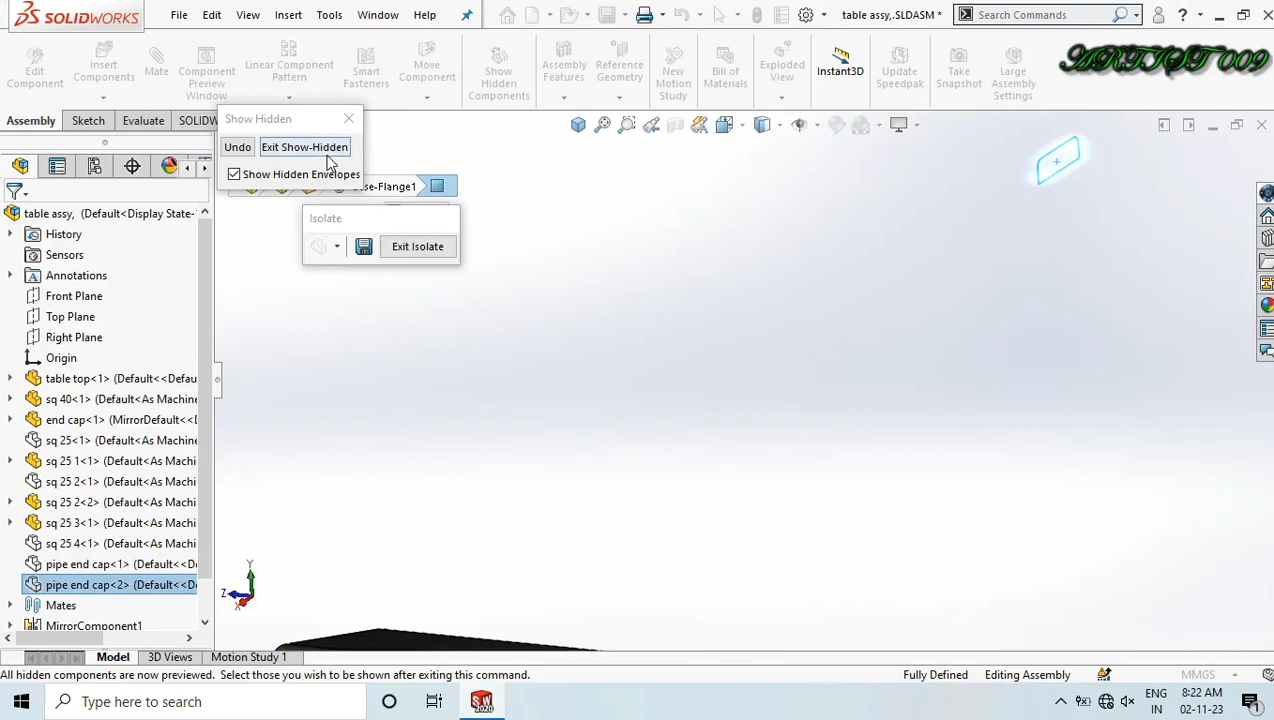 SOLIDWORKS
File Edit View Insert Tools Window Help
table assy,.SLDASM *
Search Commands
?
ARTIST 009
Edit Component
Insert Components
Mate
Component Preview Window
Linear Component Pattern
Smart Fasteners
Move Component
Show Hidden Components
Assembly Features
Reference Geometry
New Motion Study
Bill of Materials
Exploded View
Instant3D
Update Speedpak
Take Snapshot
Large Assembly Settings
Assembly Sketch Evaluate SOLIDW
Show Hidden
Undo Exit Show-Hidden
Show Hidden Envelopes
se-Flange1
Isolate
Exit Isolate
table assy, (Default<Display State-
History
Sensors
Annotations
Front Plane
Top Plane
Right Plane
Origin
table top<1> (Default<<Defau
sq 40<1> (Default<As Machine
end cap<1> (MirrorDefault<
sq 25<1> (Default<As Machine
sq 25 1<1> (Default<As Machi
sq 25 2<1> (Default<As Machi
sq 25 2<2> (Default<As Machi
sq 25 3<1> (Default<As Machi
sq 25 4<1> (Default<As Machi
pipe end cap<1> (Default<<D
pipe end cap<2> (Default<<D
Mates
MirrorComponent1
Y
Z
X
Model 3D Views Motion Study 1
All hidden components are now previewed. Select those you wish to be shown after exiting this command.
Fully Defined Editing Assembly MMGS
Type here to search
SW 2020
ENG IN
8:22 AM
02-11-23
1